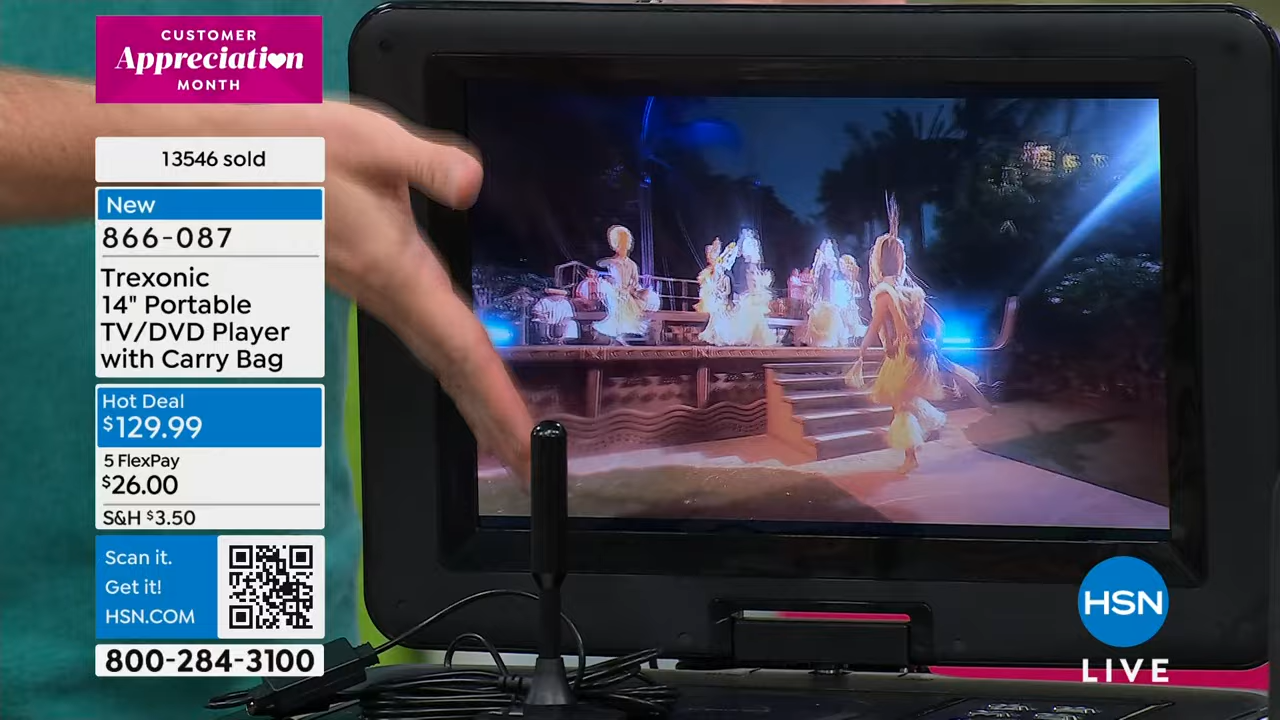 CUSTOMER
Appreciation
MONTH
13546 sold
New
866-087
Trexonic
14" Portable
TV/DVD Player
with Carry Bag
Hot Deal
$129.99
5 FlexPay
$26.00
S&H $3.50
Scan it.
Get it!
HSN.COM
800-284-3100
HSN
LIVE